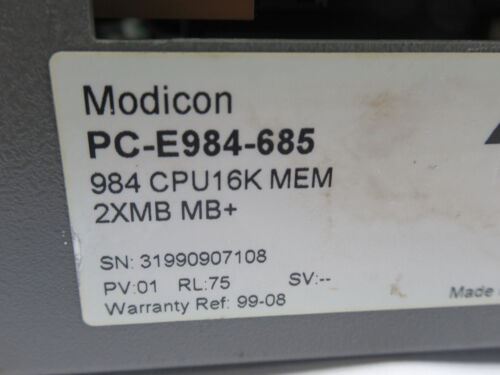 Modicon
PC-E984-685
984 CPU16K MEM
2XMB MB+
SN: 31990907108
PV:01 RL:75 SV:--
Warranty Ref: 99-08
Made